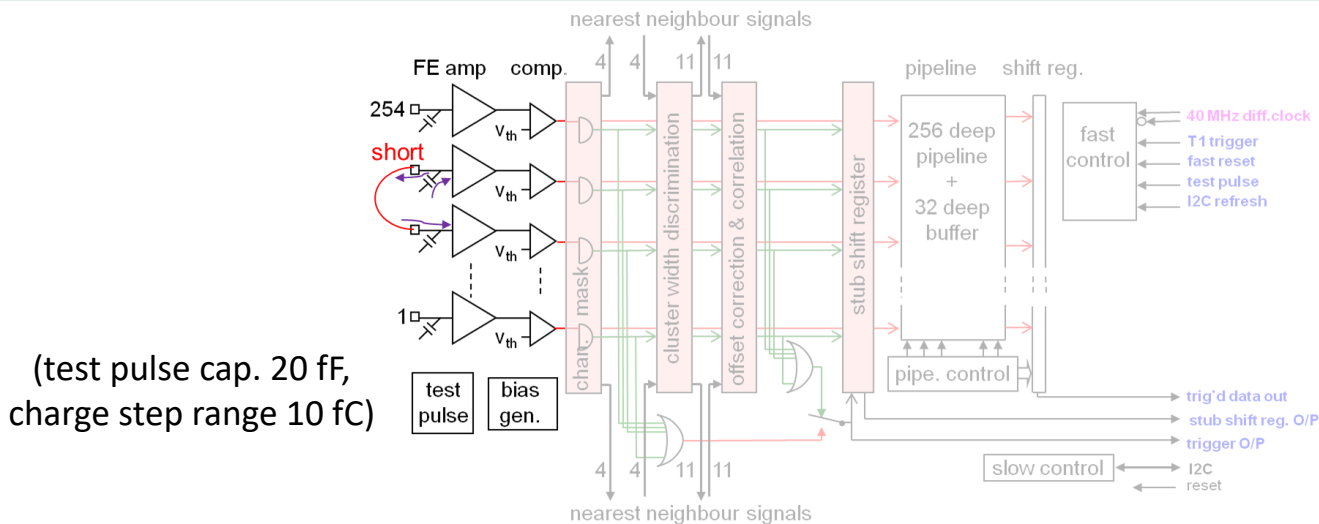 nearest neighbour signals
4 4 11 11
FE amp comp. pipeline shift reg.
254
Vth
short
Vth
Vth
1
Vth
chan. mask
cluster width discrimination
offset correction & correlation
stub shift register
256 deep
pipeline
+
32 deep
buffer
fast
control
40 MHz diff.clock
T1 trigger
fast reset
test pulse
I2C refresh
(test pulse cap. 20 fF,
charge step range 10 fC)
test
pulse
bias
gen.
pipe. control
trig'd data out
stub shift reg. O/P
trigger O/P
slow control
I2C
reset
4 4 11 11
nearest neighbour signals